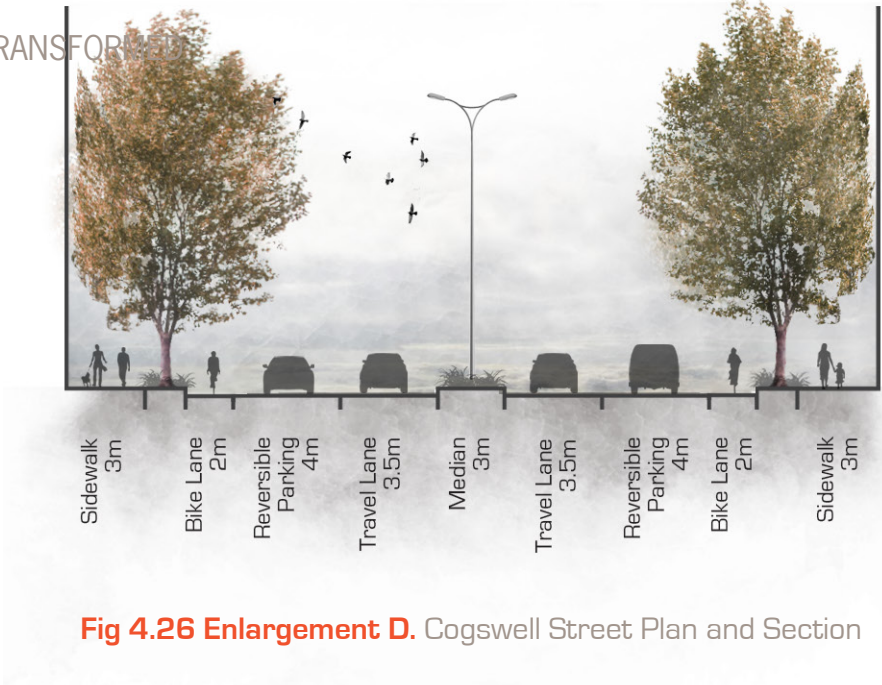 RANSFORMED
Sidewalk
3m
Bike Lane
2m
Reversible
Parking
4m
Travel Lane
3.5m
Median
3m
Travel Lane
3.5m
Reversible
Parking
4m
Bike Lane
2m
Sidewalk
3m
Fig 4.26 Enlargement D. Cogswell Street Plan and Section